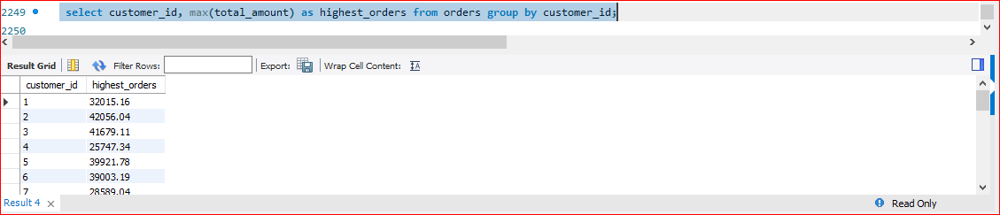 2249 select customer_id, max(total_amount) as highest_orders from orders group by customer_id;
2250
Result Grid Filter Rows: Export: Wrap Cell Content: IA
customer_id highest_orders
1 32015.16
2 42056.04
3 41679.11
4 25747.34
5 39921.78
6 39003.19
7 28589.04
Result 4 Read Only